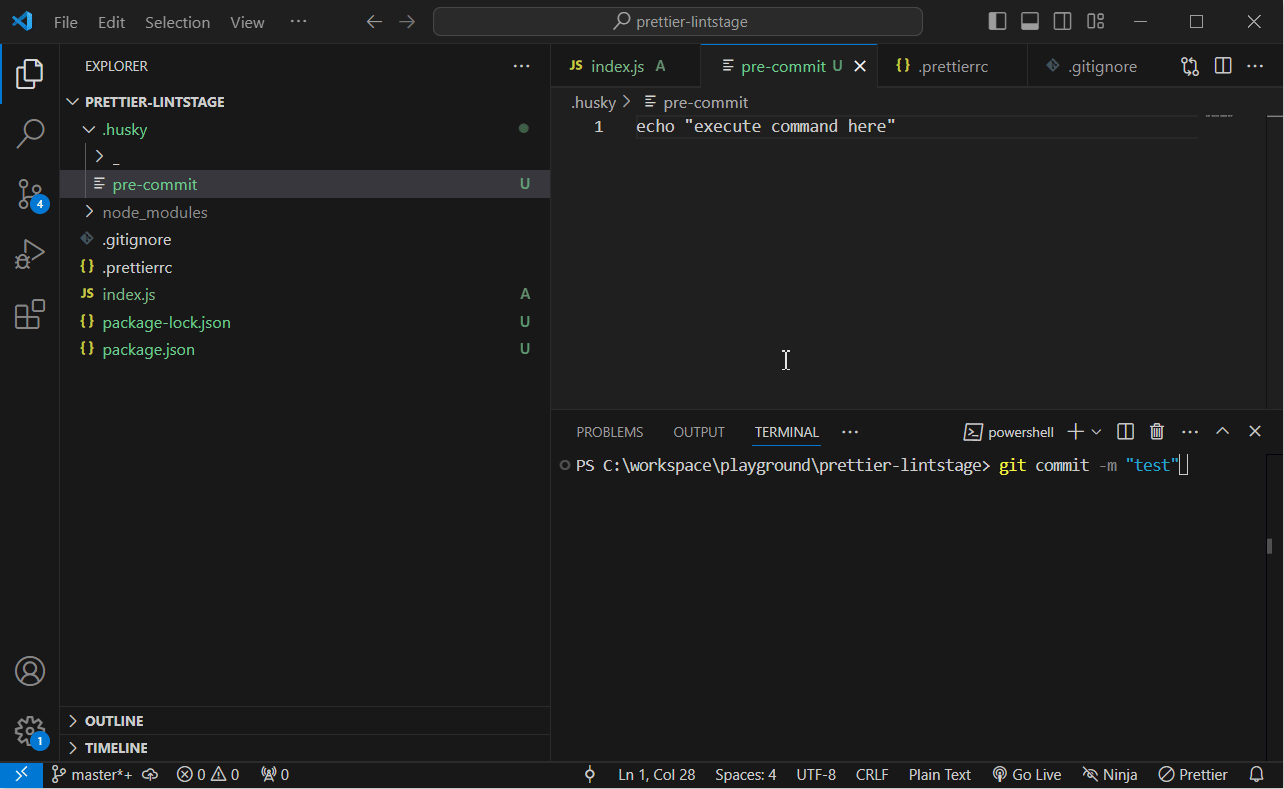 File Edit Selection View ··· prettier-lintstage
EXPLORER ···
PRETTIER-LINTSTAGE
.husky
_
pre-commit U
node_modules
.gitignore
{} .prettierrc
JS index.js A
{} package-lock.json U
{} package.json U
OUTLINE
TIMELINE
4
1
JS index.js A pre-commit U {} .prettierrc .gitignore ···
.husky > pre-commit
1 echo "execute command here"
PROBLEMS OUTPUT TERMINAL ··· powershell ···
PS C:\workspace\playground\prettier-lintstage> git commit -m "test"
master*+ 0 0 0 Ln 1, Col 28 Spaces: 4 UTF-8 CRLF Plain Text Go Live Ninja Prettier